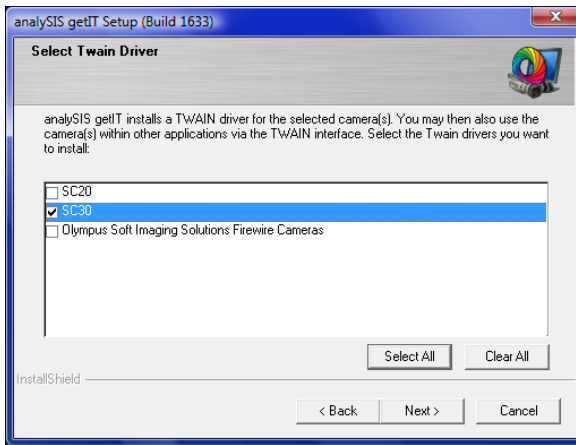 analySIS getIT Setup (Build 1633)
Select Twain Driver
analySIS getIT installs a TWAIN driver for the selected camera(s). You may then also use the
camera(s) within other applications via the TWAIN interface. Select the Twain drivers you want
to install:
SC20
SC30
Olympus Soft Imaging Solutions Firewire Cameras
Select All
Clear All
InstallShield
< Back
Next >
Cancel